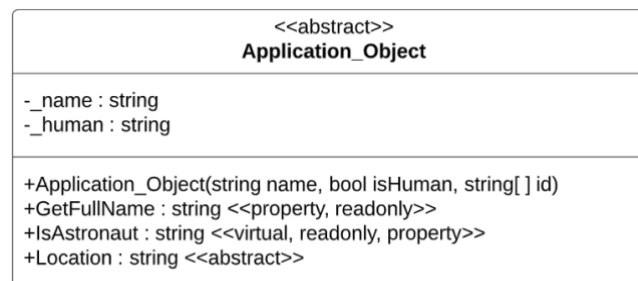 <<abstract>>
Application_Object
-_name : string
-_human : string
+Application_Object(string name, bool isHuman, string[ ] id)
+GetFullName : string <<property, readonly>>
+IsAstronaut : string <<virtual, readonly, property>>
+Location : string <<abstract>>